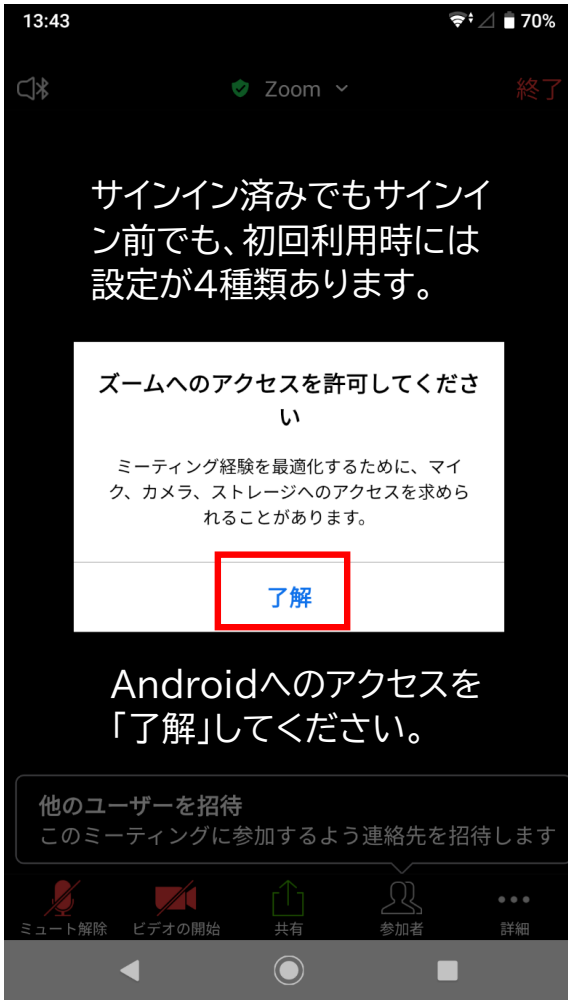 13:43
70%
Zoom
終了
サインイン済みでもサインイ
ン前でも、初回利用時には
設定が4種類あります。
ズームへのアクセスを許可してくださ
い
ミーティング経験を最適化するために、マイ
ク、カメラ、ストレージへのアクセスを求めら
れることがあります。
了解
Androidへのアクセスを
「了解」してください。
他のユーザーを招待
このミーティングに参加するよう連絡先を招待します
ミュート解除 ビデオの開始 共有 参加者 詳細